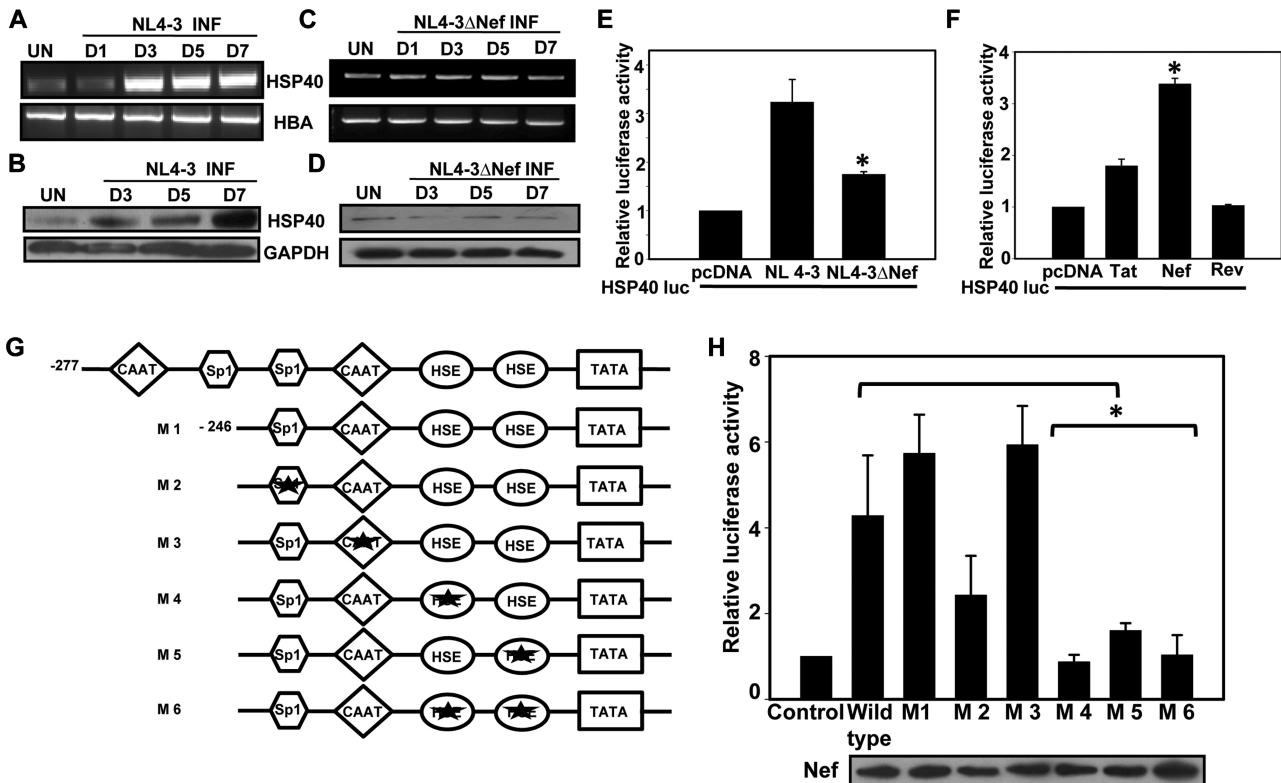 A
NL4-3 INF
UN D1 D3 D5 D7
HSP40
HBA
B
NL4-3 INF
UN D3 D5 D7
HSP40
GAPDH
C
NL4-3ΔNef INF
UN D1 D3 D5 D7
D
NL4-3ΔNef INF
UN D3 D5 D7
E
Relative luciferase activity
4
3
2
1
0
*
pcDNA NL 4-3 NL4-3ΔNef
HSP40 luc
F
Relative luciferase activity
4
3
2
1
0
*
pcDNA Tat Nef Rev
HSP40 luc
G
-277 CAAT Sp1 Sp1 CAAT HSE HSE TATA
M 1 - 246 Sp1 CAAT HSE HSE TATA
M 2 CAAT HSE HSE TATA
M 3 Sp1 HSE HSE TATA
M 4 Sp1 CAAT HSE TATA
M 5 Sp1 CAAT HSE TATA
M 6 Sp1 CAAT TATA
H
Relative luciferase activity
8
6
4
2
0
*
Control Wild type M1 M 2 M 3 M 4 M 5 M 6
Nef